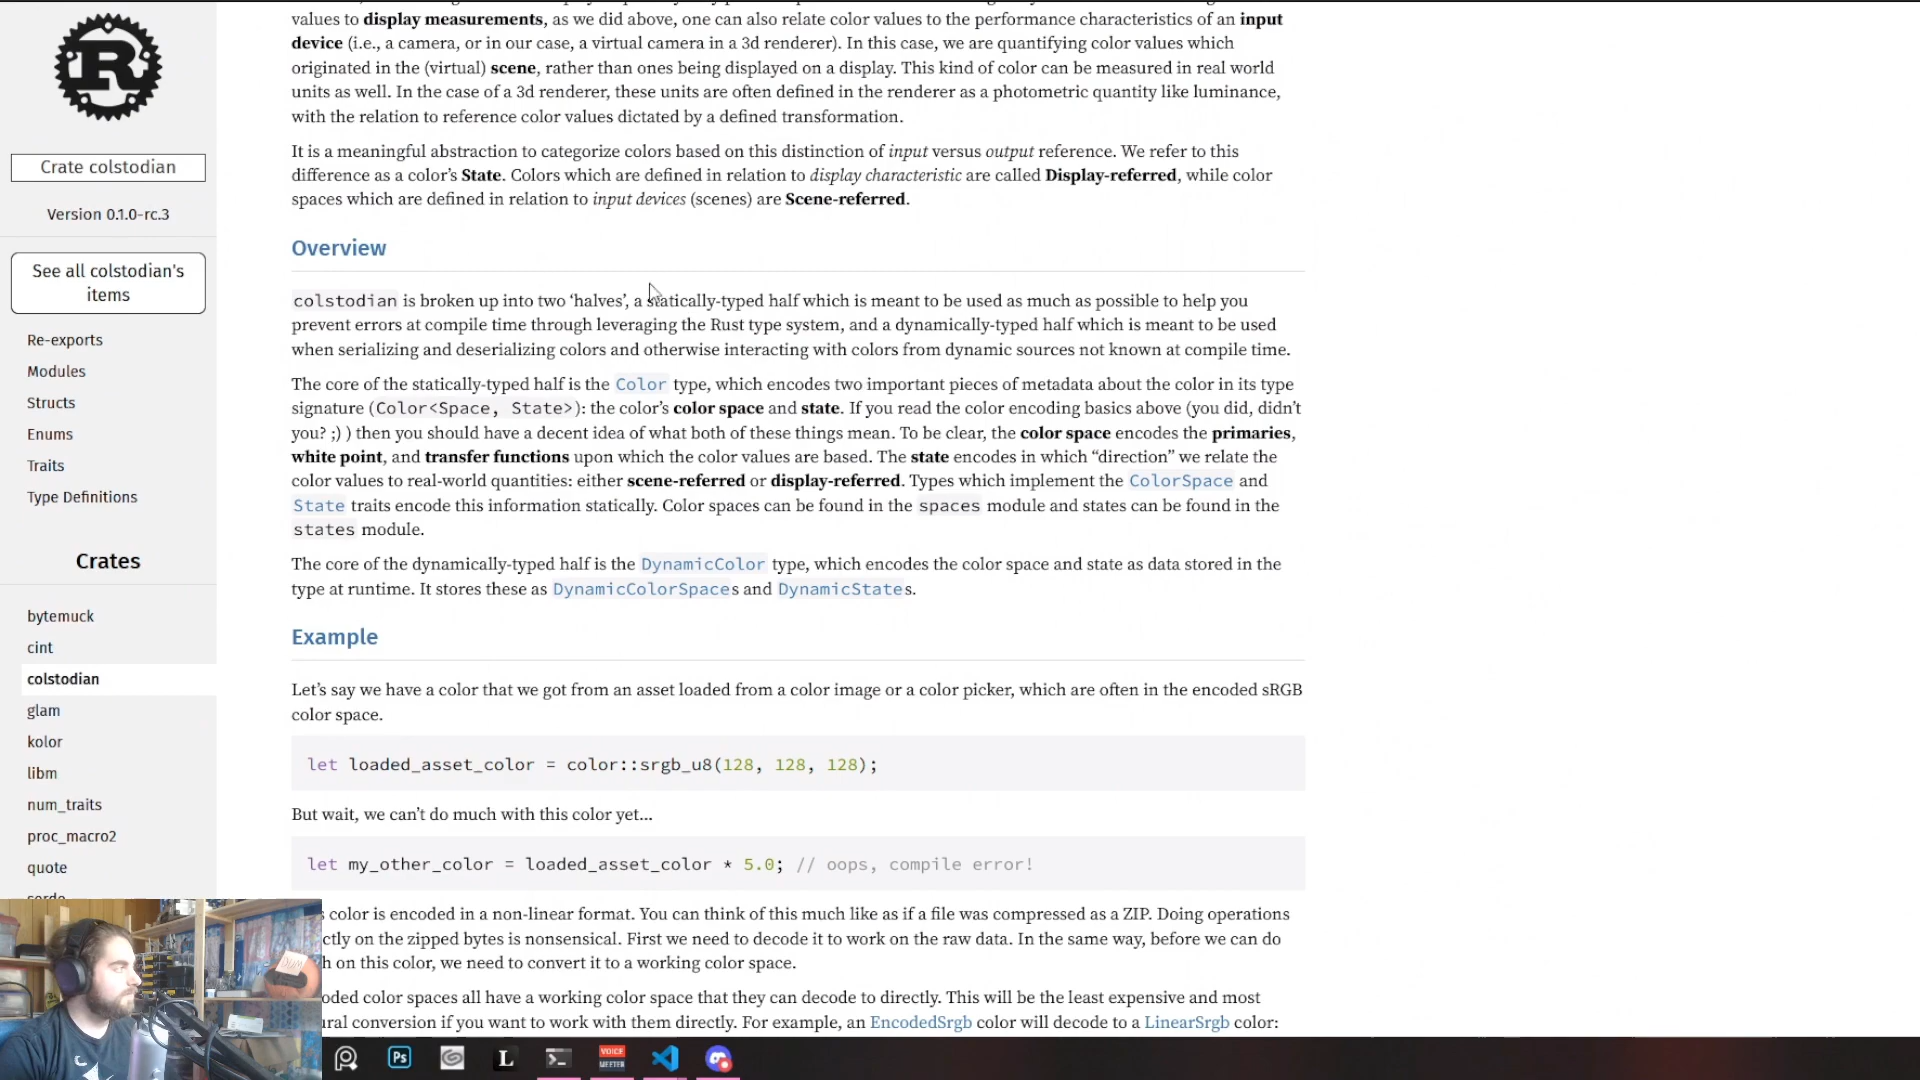 values to display measurements, as we did above, one can also relate color values to the performance characteristics of an input
device (i.e., a camera, or in our case, a virtual camera in a 3d renderer). In this case, we are quantifying color values which
originated in the (virtual) scene, rather than ones being displayed on a display. This kind of color can be measured in real world
units as well. In the case of a 3d renderer, these units are often defined in the renderer as a photometric quantity like luminance,
with the relation to reference color values dictated by a defined transformation.
It is a meaningful abstraction to categorize colors based on this distinction of input versus output reference. We refer to this
difference as a color’s State. Colors which are defined in relation to display characteristic are called Display-referred, while color
spaces which are defined in relation to input devices (scenes) are Scene-referred.
Overview
colstodian is broken up into two ‘halves’, a statically-typed half which is meant to be used as much as possible to help you
prevent errors at compile time through leveraging the Rust type system, and a dynamically-typed half which is meant to be used
when serializing and deserializing colors and otherwise interacting with colors from dynamic sources not known at compile time.
The core of the statically-typed half is the Color type, which encodes two important pieces of metadata about the color in its type
signature (Color<Space, State>): the color’s color space and state. If you read the color encoding basics above (you did, didn’t
you? ;) ) then you should have a decent idea of what both of these things mean. To be clear, the color space encodes the primaries,
white point, and transfer functions upon which the color values are based. The state encodes in which “direction” we relate the
color values to real-world quantities: either scene-referred or display-referred. Types which implement the ColorSpace and
State traits encode this information statically. Color spaces can be found in the spaces module and states can be found in the
states module.
The core of the dynamically-typed half is the DynamicColor type, which encodes the color space and state as data stored in the
type at runtime. It stores these as DynamicColorSpaces and DynamicStates.
Example
Let’s say we have a color that we got from an asset loaded from a color image or a color picker, which are often in the encoded sRGB
color space.
let loaded_asset_color = color::srgb_u8(128, 128, 128);
But wait, we can’t do much with this color yet…
let my_other_color = loaded_asset_color * 5.0; // oops, compile error!
color is encoded in a non-linear format. You can think of this much like as if a file was compressed as a ZIP. Doing operations
ctly on the zipped bytes is nonsensical. First we need to decode it to work on the raw data. In the same way, before we can do
h on this color, we need to convert it to a working color space.
oded color spaces all have a working color space that they can decode to directly. This will be the least expensive and most
ral conversion if you want to work with them directly. For example, an EncodedSrgb color will decode to a LinearSrgb color:
R
Crate colstodian
Version 0.1.0-rc.3
See all colstodian's
items
Re-exports
Modules
Structs
Enums
Traits
Type Definitions
Crates
bytemuck
cint
colstodian
glam
kolor
libm
num_traits
proc_macro2
quote
DUM
Ps
L
VOICE
MEETER